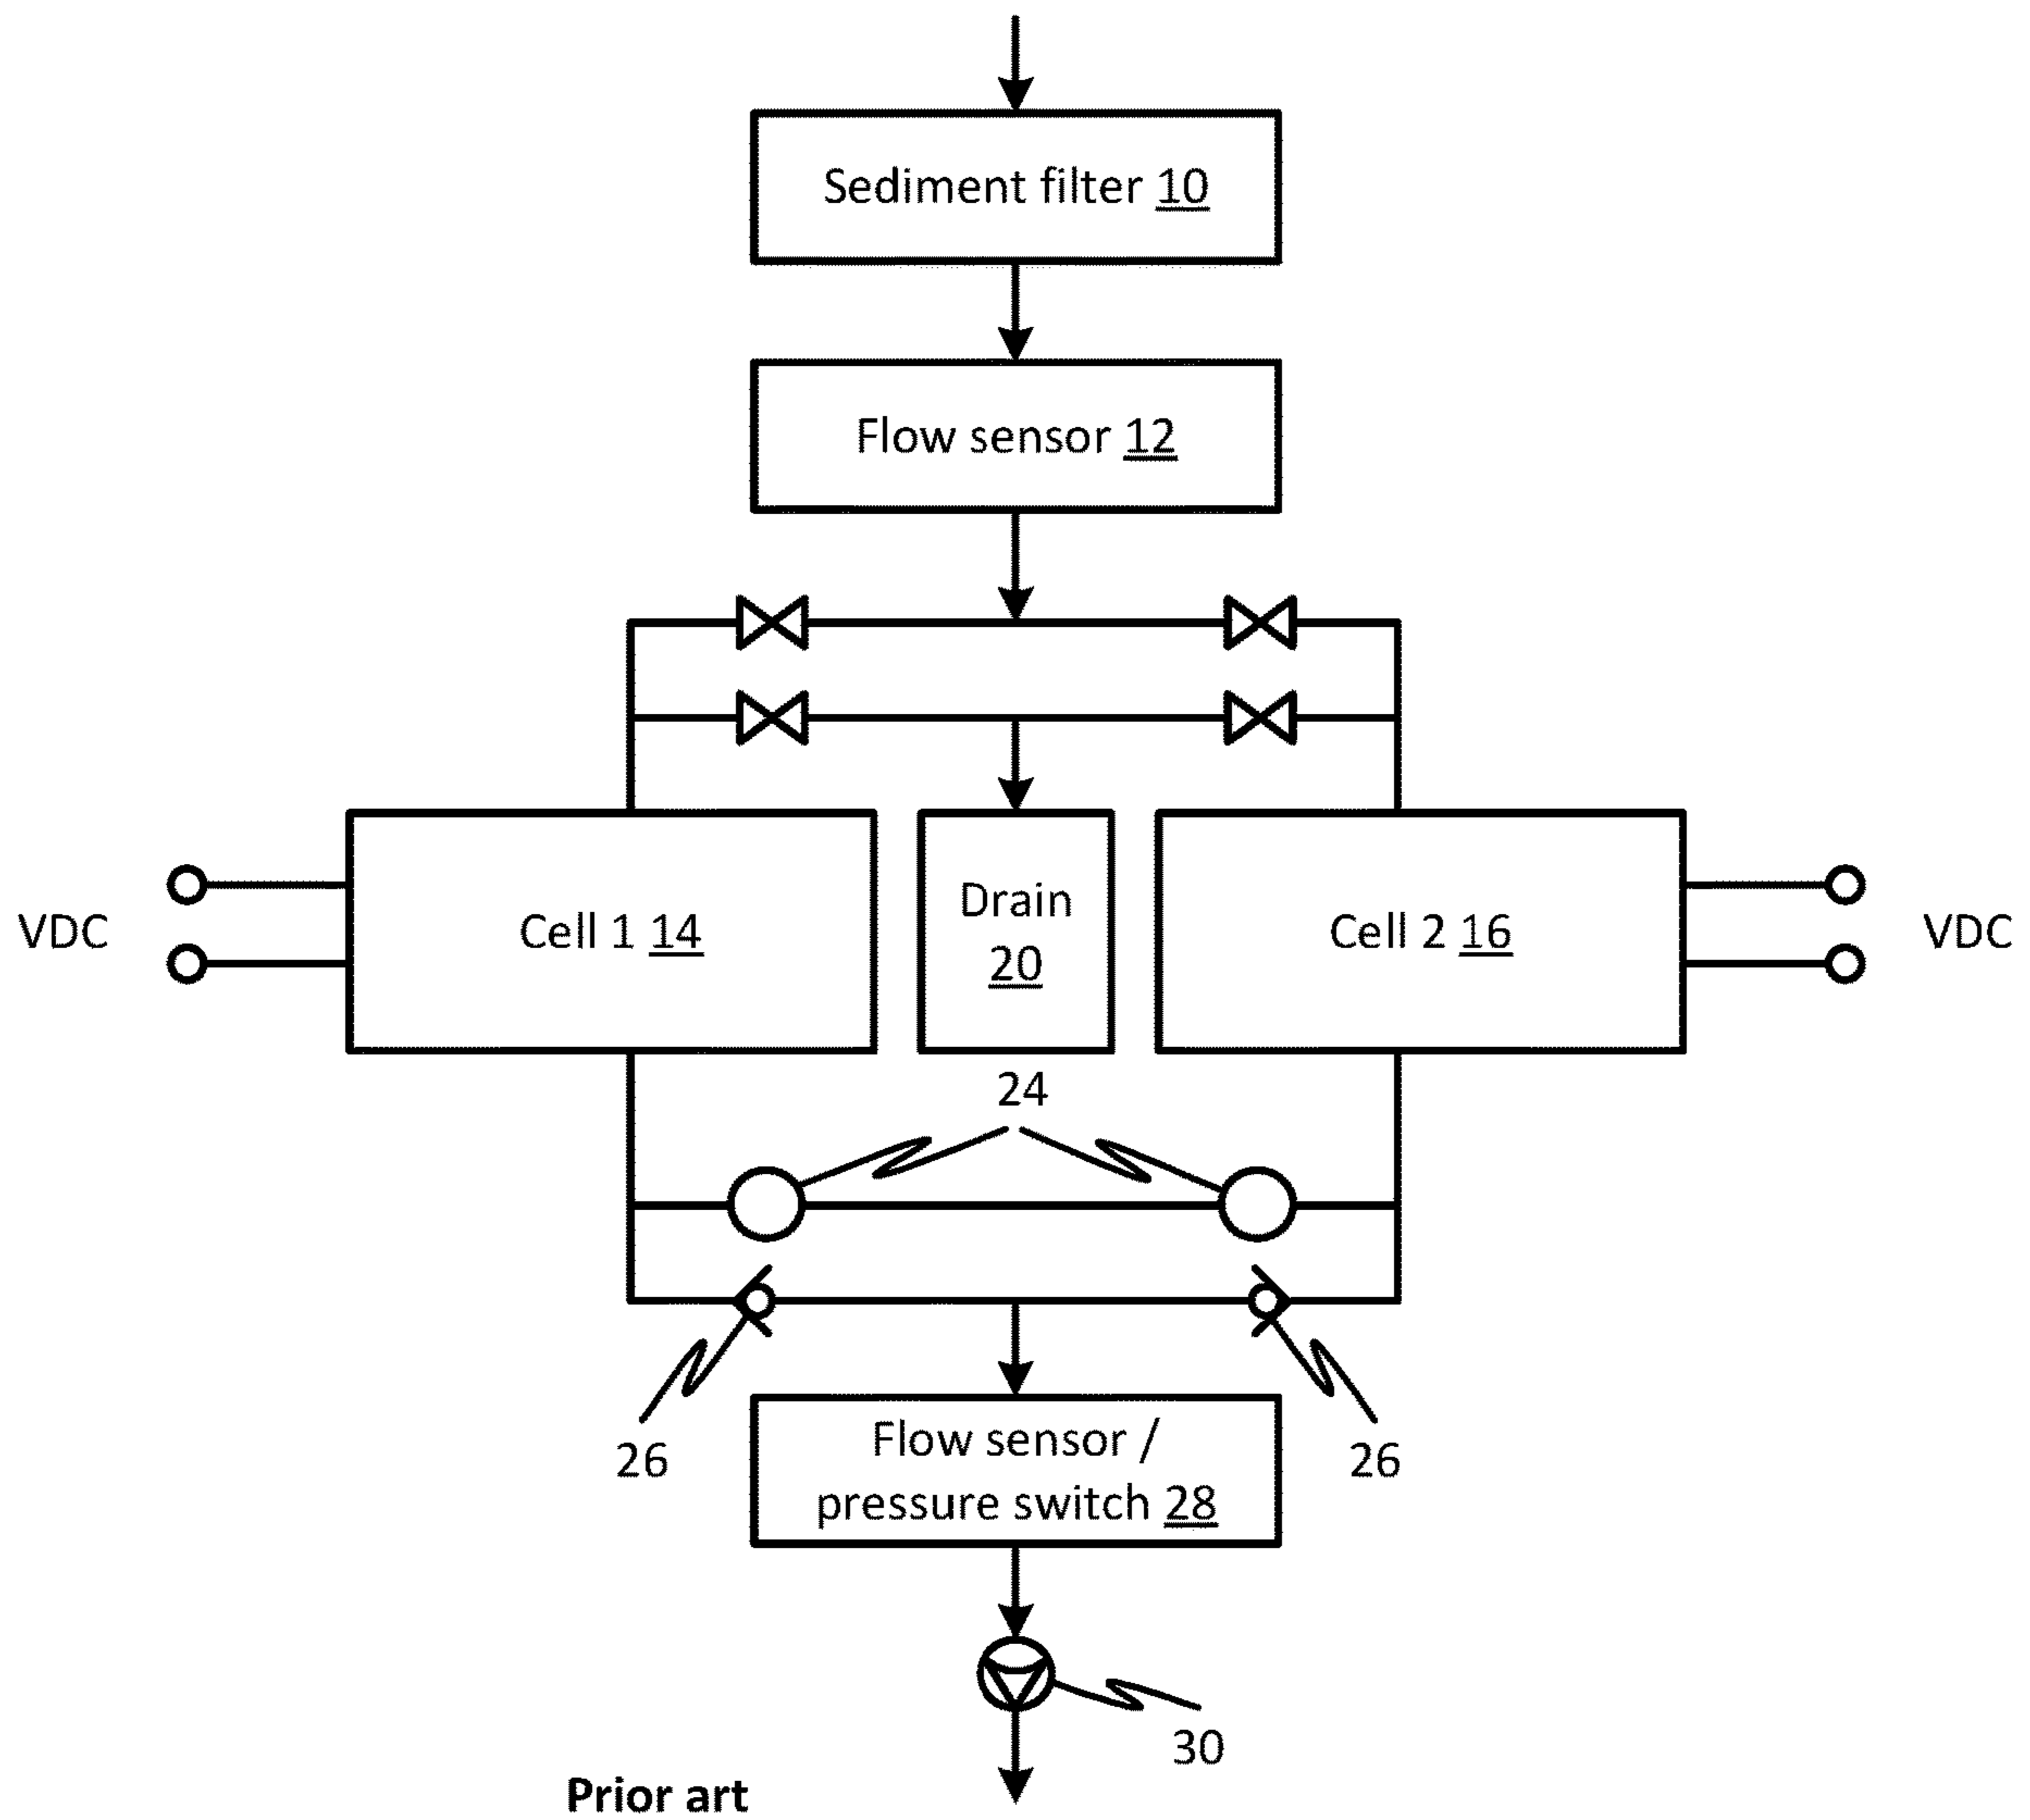 Sediment filter 10
Flow sensor 12
VDC
Cell 1 14
Drain
20
Cell 2 16
VDC
24
26
26
Flow sensor /
pressure switch 28
30
Prior art